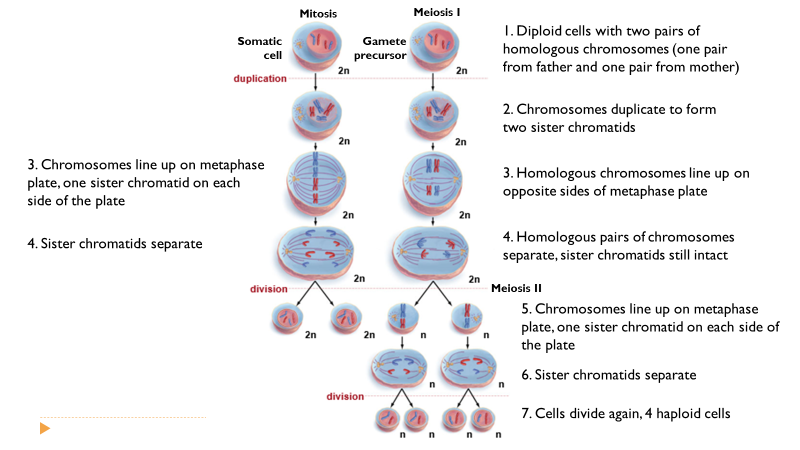 Mitosis
Meiosis I
Somatic
cell
Gamete
precursor
2n
2n
duplication
1. Diploid cells with two pairs of
homologous chromosomes (one pair
from father and one pair from mother)
2n
2n
2. Chromosomes duplicate to form
two sister chromatids
3. Chromosomes line up on metaphase
plate, one sister chromatid on each
side of the plate
2n
2n
3. Homologous chromosomes line up on
opposite sides of metaphase plate
4. Sister chromatids separate
2n
2n
4. Homologous pairs of chromosomes
separate, sister chromatids still intact
division
Meiosis II
2n
2n
n
n
5. Chromosomes line up on metaphase
plate, one sister chromatid on each side of
the plate
n
n
6. Sister chromatids separate
division
n
n
n
n
7. Cells divide again, 4 haploid cells